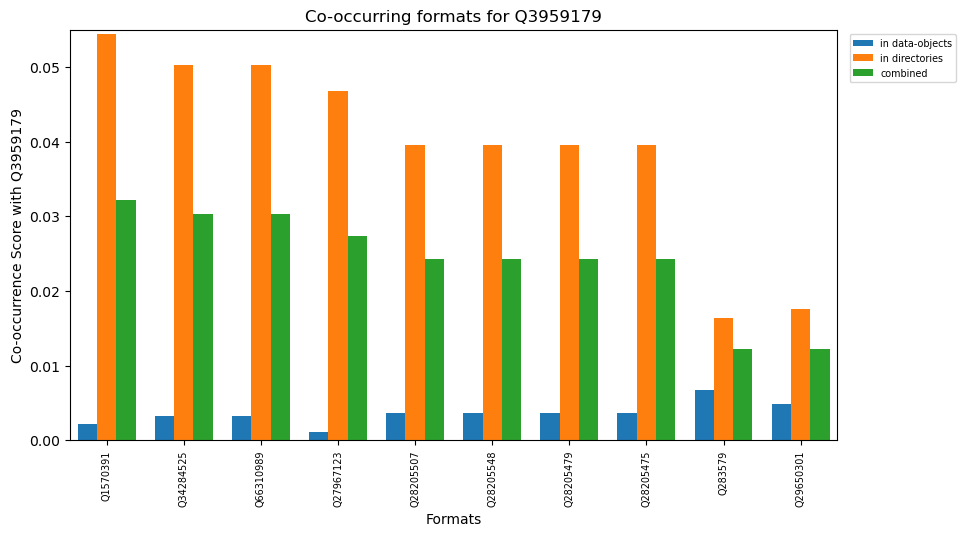 Co-occurring formats for Q3959179
in data-objects
in directories
combined
Co-occurrence Score with Q3959179
0.05
0.04
0.03
0.02
0.01
0.00
Q1570391
Q34284525
Q66310989
Q27967123
Q28205507
Q28205548
Q28205479
Q28205475
Q283579
Q29650301
Formats